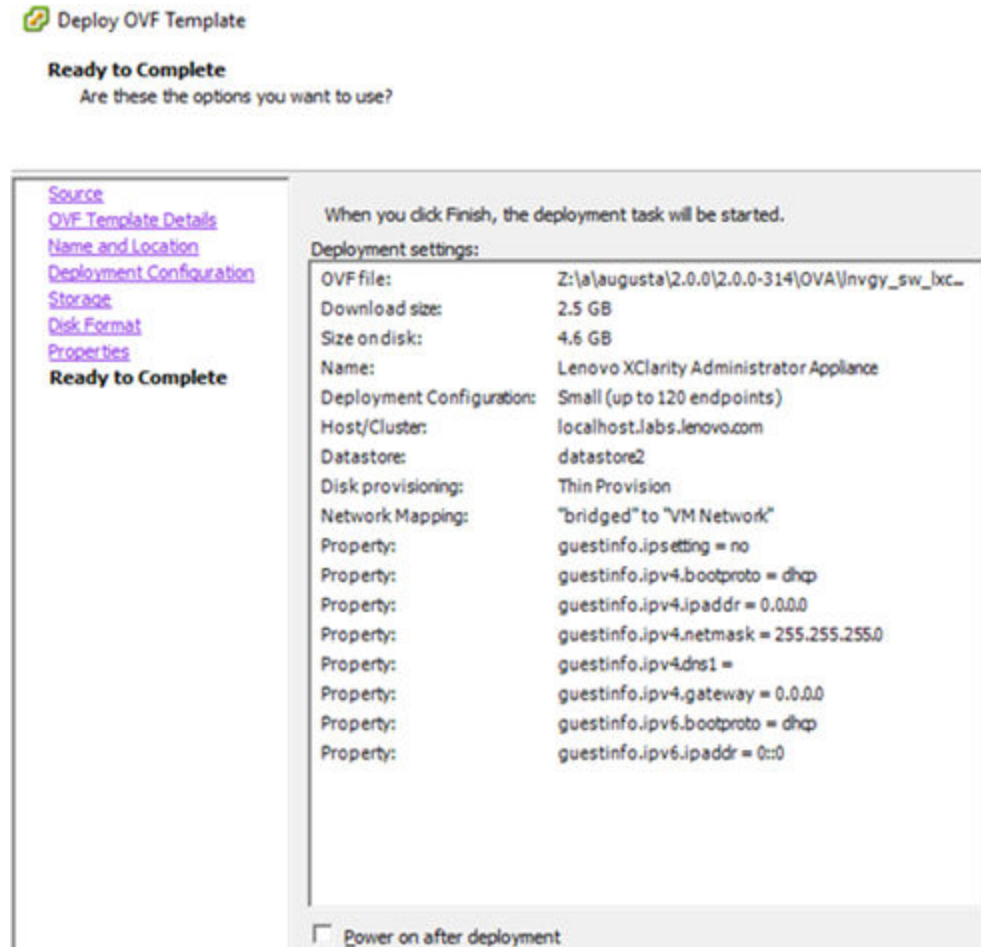 Deploy OVF Template
Ready to Complete
Are these the options you want to use?
Source
OVF Template Details
Name and Location
Deployment Configuration
Storage
Disk Format
Properties
Ready to Complete
When you click Finish, the deployment task will be started.
Deployment settings:
OVF file: Z:\a\augusta\2.0.0\2.0.0-314\OVA\lnvgy_sw_lxc...
Download size: 2.5 GB
Size on disk: 4.6 GB
Name: Lenovo XClarity Administrator Appliance
Deployment Configuration: Small (up to 120 endpoints)
Host/Cluster: localhost.labs.lenovo.com
Datastore: datastore2
Disk provisioning: Thin Provision
Network Mapping: "bridged" to "VM Network"
Property: guestinfo.ipsetting = no
Property: guestinfo.ipv4.bootproto = dhcp
Property: guestinfo.ipv4.ipaddr = 0.0.0.0
Property: guestinfo.ipv4.netmask = 255.255.255.0
Property: guestinfo.ipv4.dns1 =
Property: guestinfo.ipv4.gateway = 0.0.0.0
Property: guestinfo.ipv6.bootproto = dhcp
Property: guestinfo.ipv6.ipaddr = 0::0
Power on after deployment